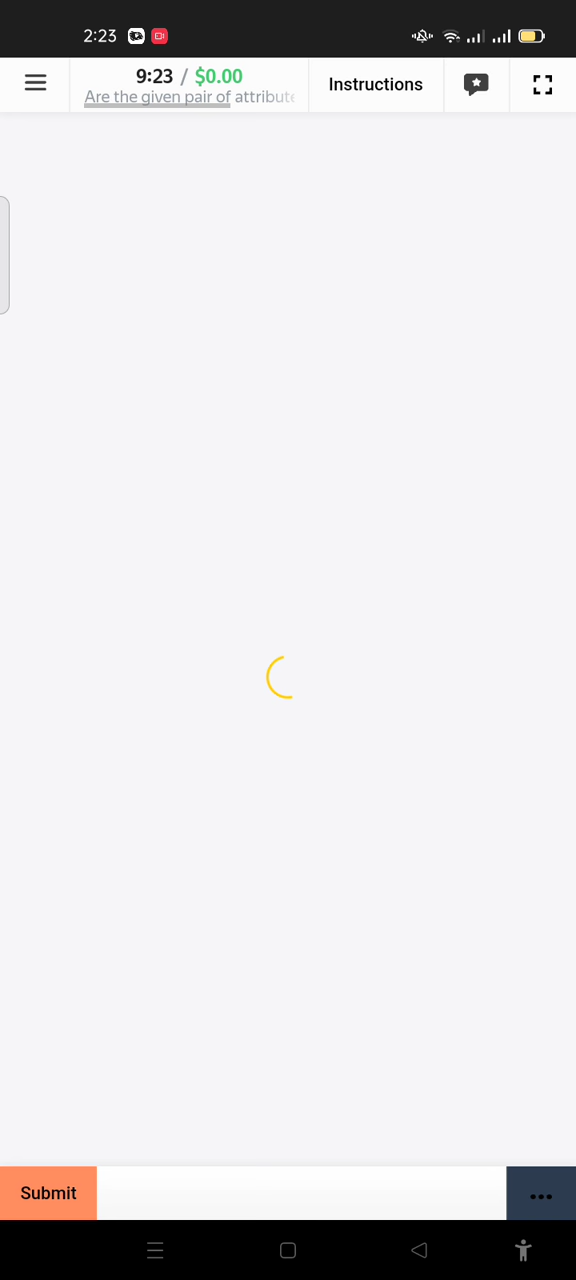 2:23
9:23 / $0.00
Are the given pair of attribute
Instructions
Submit